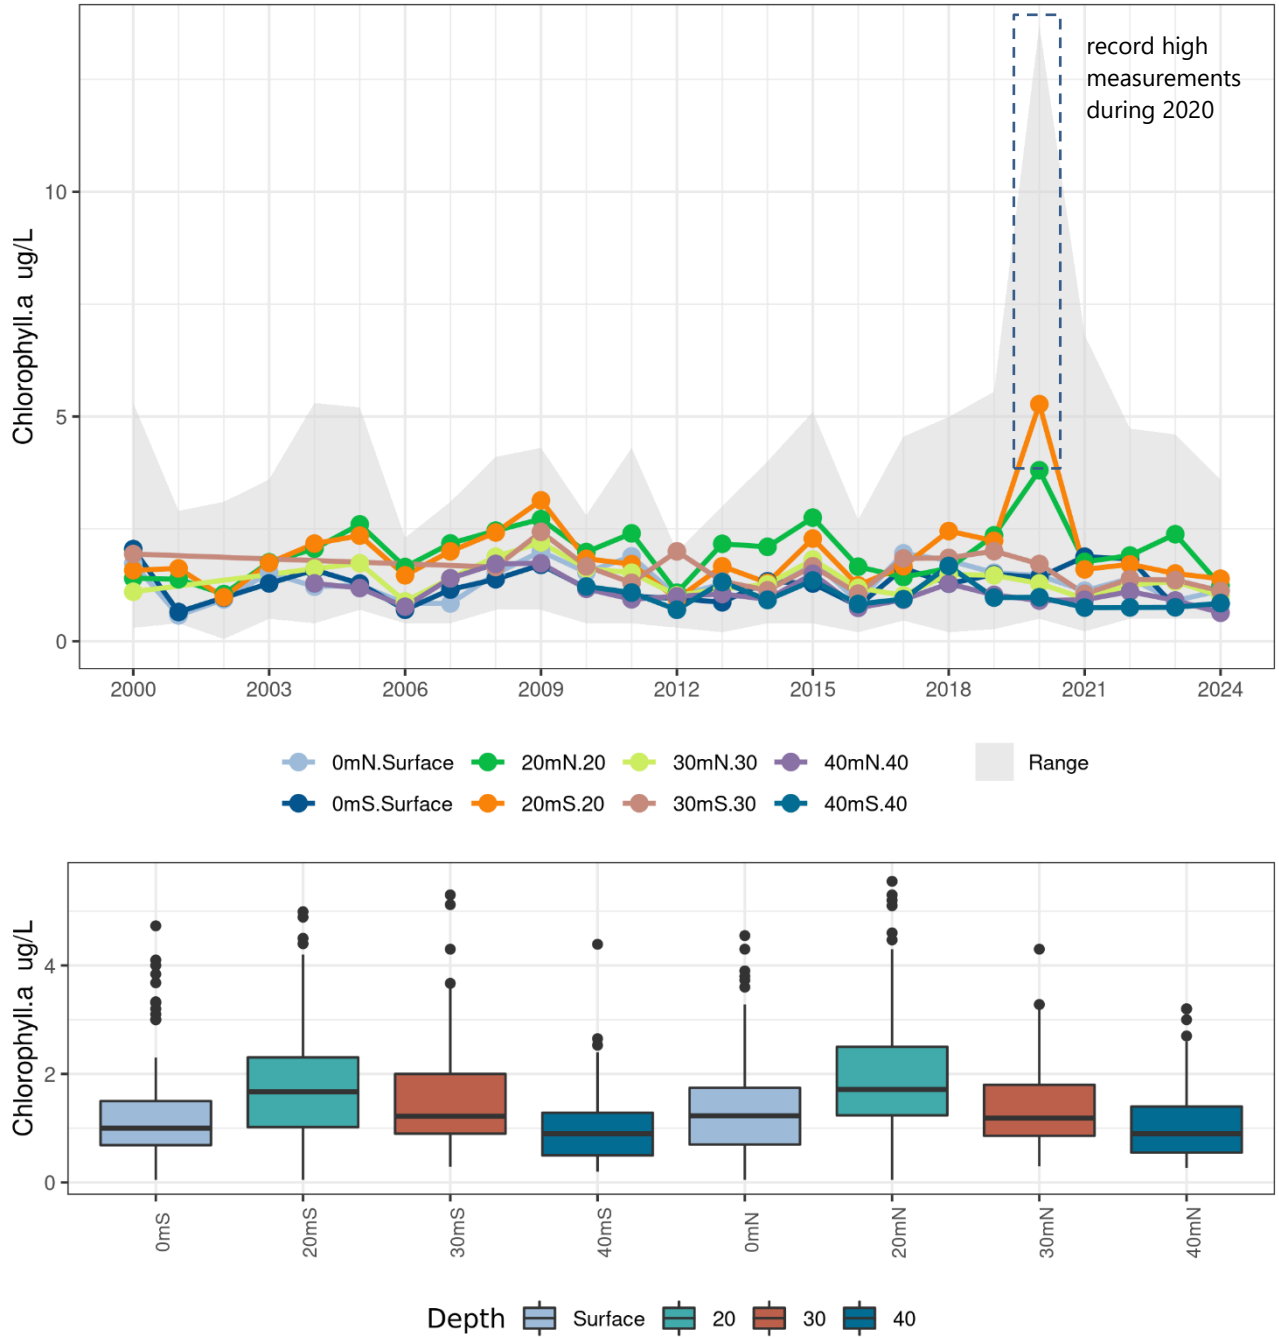 record high
measurements
during 2020
Chlorophyll.a ug/L
10
5
0
2000 2003 2006 2009 2012 2015 2018 2021 2024
0mN.Surface 20mN.20 30mN.30 40mN.40 Range
0mS.Surface 20mS.20 30mS.30 40mS.40
Chlorophyll.a ug/L
4
2
0
0mS 20mS 30mS 40mS 0mN 20mN 30mN 40mN
Depth Surface 20 30 40